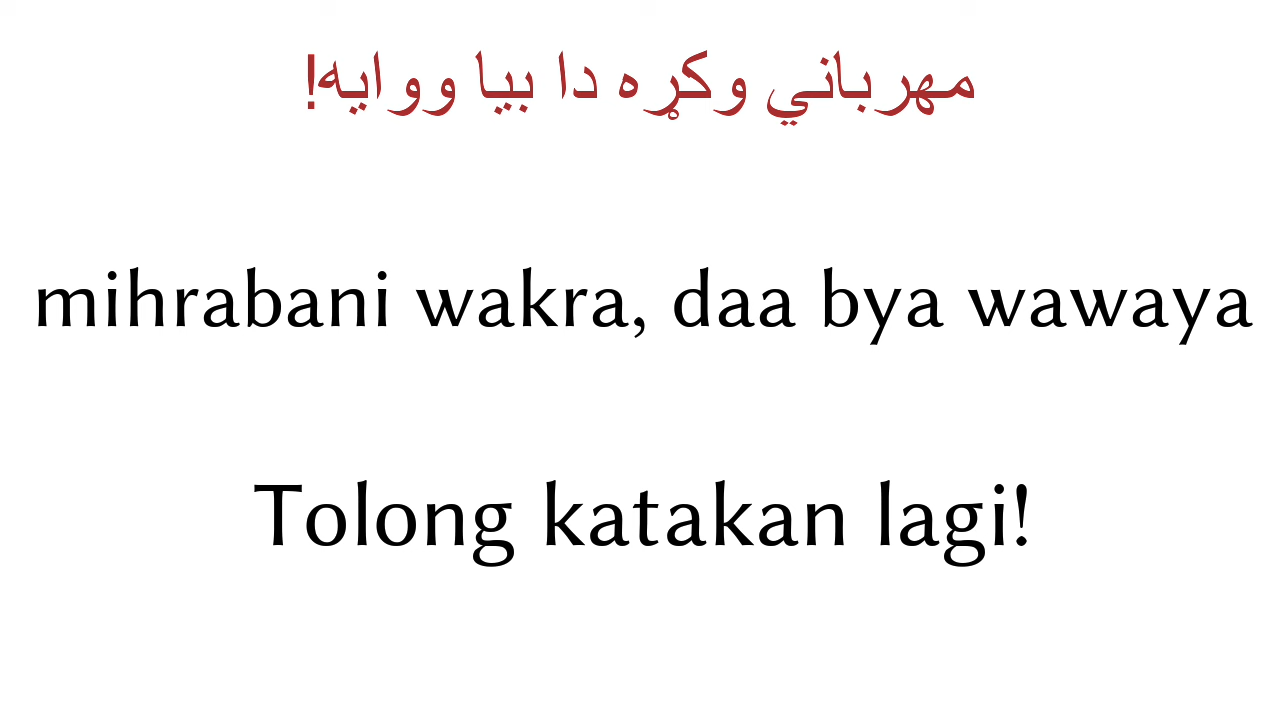 مهرباني وکړه دا بيا ووايه!
mihrabani wakra, daa bya wawaya
Tolong katakan lagi!